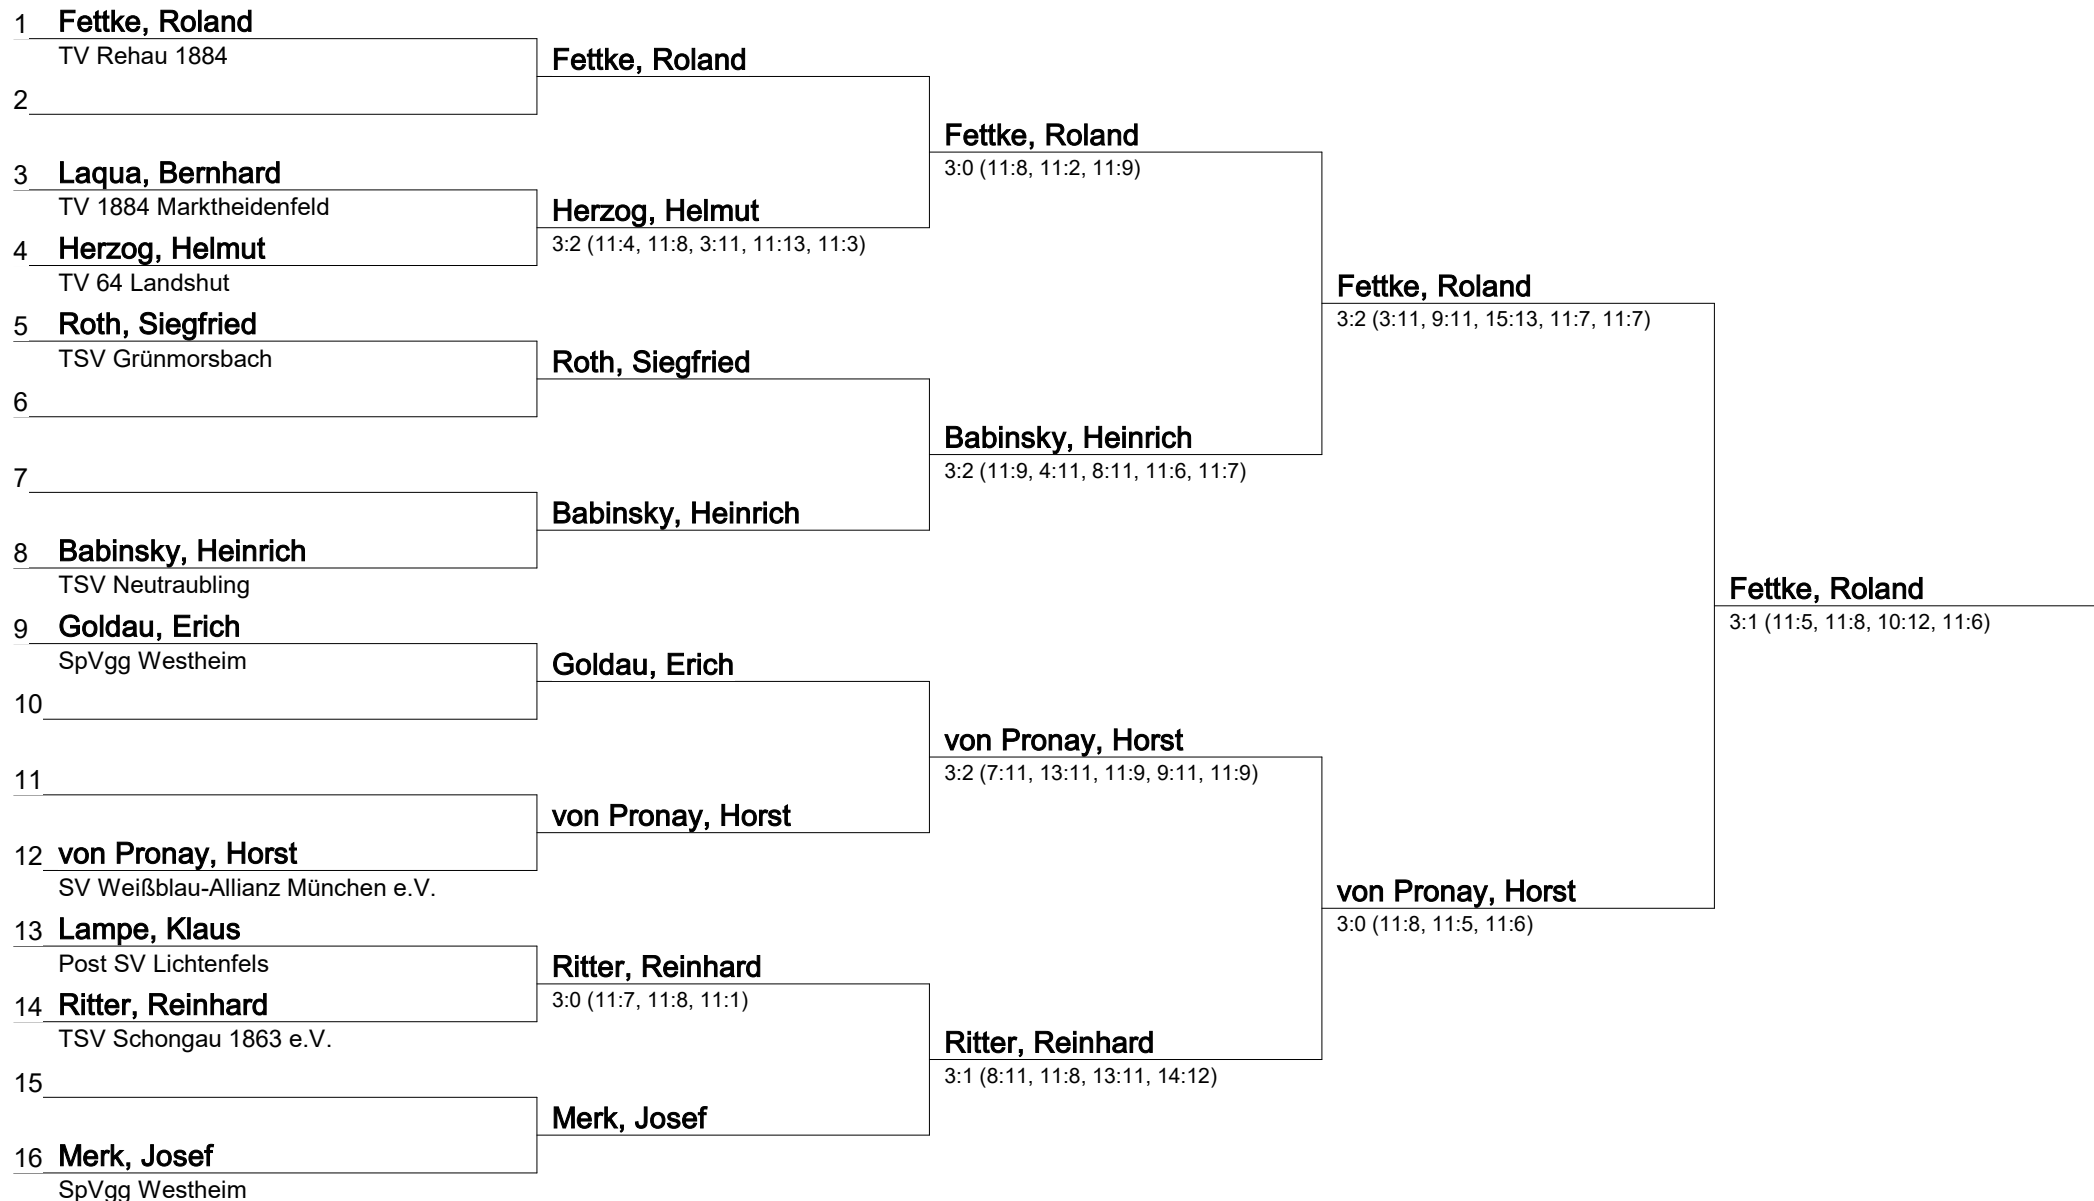 1 Fettke, Roland
TV Rehau 1884
2
3 Laqua, Bernhard
TV 1884 Marktheidenfeld
4 Herzog, Helmut
TV 64 Landshut
5 Roth, Siegfried
TSV Grünmorsbach
6
7
8 Babinsky, Heinrich
TSV Neutraubling
9 Goldau, Erich
SpVgg Westheim
10
11
12 von Pronay, Horst
SV Weißblau-Allianz München e.V.
13 Lampe, Klaus
Post SV Lichtenfels
14 Ritter, Reinhard
TSV Schongau 1863 e.V.
15
16 Merk, Josef
SpVgg Westheim
Fettke, Roland
Herzog, Helmut
3:2 (11:4, 11:8, 3:11, 11:13, 11:3)
Roth, Siegfried
Babinsky, Heinrich
Goldau, Erich
von Pronay, Horst
Ritter, Reinhard
3:0 (11:7, 11:8, 11:1)
Merk, Josef
Fettke, Roland
3:0 (11:8, 11:2, 11:9)
Babinsky, Heinrich
3:2 (11:9, 4:11, 8:11, 11:6, 11:7)
von Pronay, Horst
3:2 (7:11, 13:11, 11:9, 9:11, 11:9)
Ritter, Reinhard
3:1 (8:11, 11:8, 13:11, 14:12)
Fettke, Roland
3:2 (3:11, 9:11, 15:13, 11:7, 11:7)
von Pronay, Horst
3:0 (11:8, 11:5, 11:6)
Fettke, Roland
3:1 (11:5, 11:8, 10:12, 11:6)